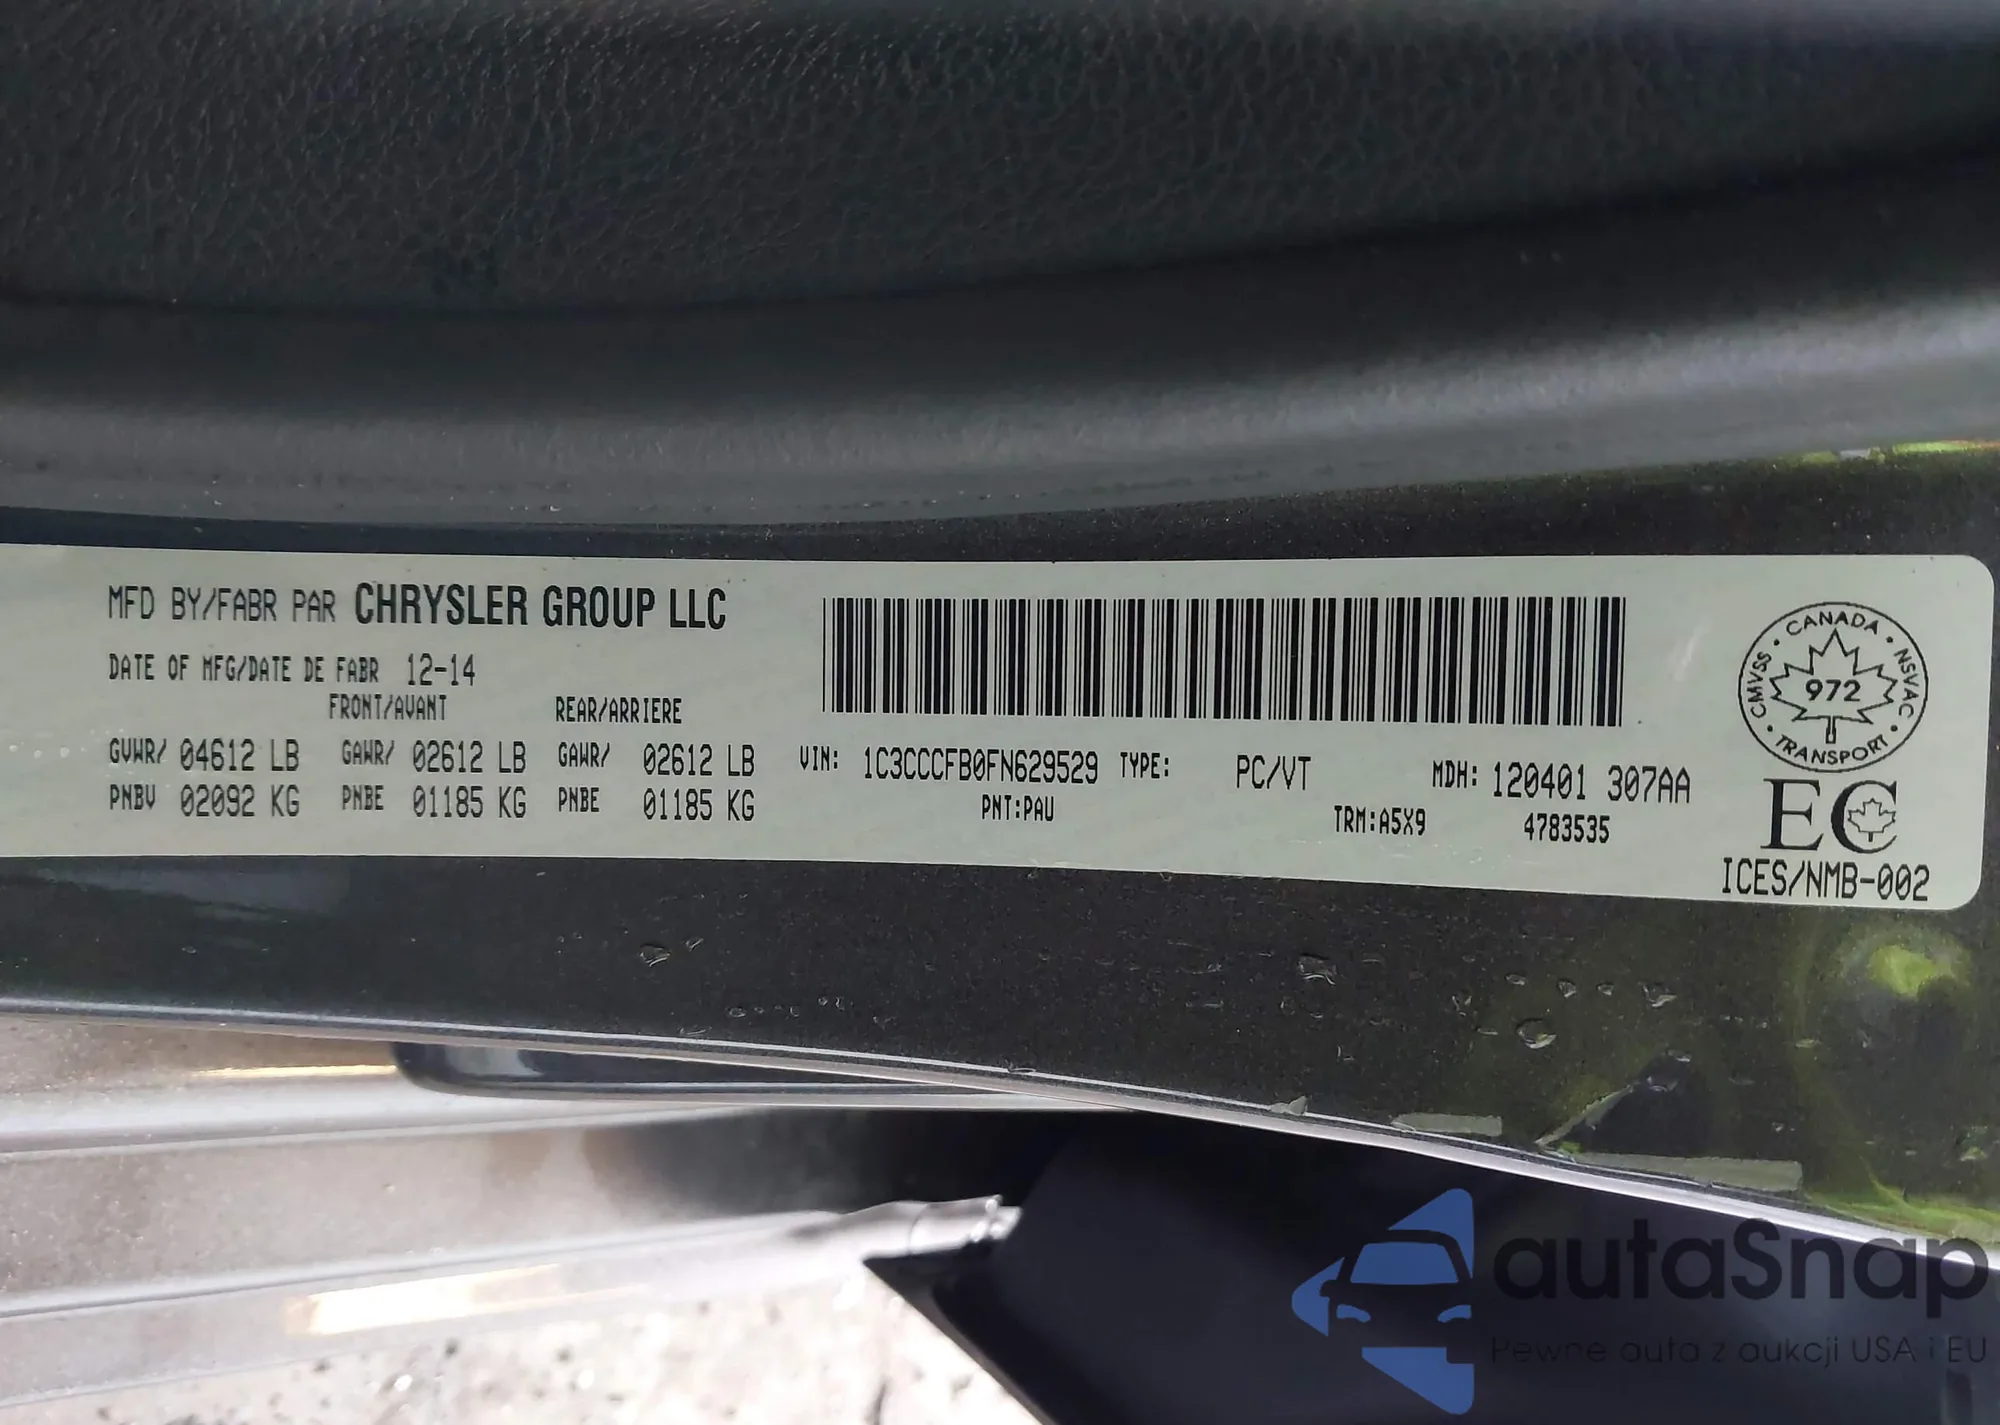 MFD BY/FABR PAR CHRYSLER GROUP LLC
DATE OF MFG/DATE DE FABR 12-14
FRONT/AVANT REAR/ARRIERE
GVWR/ 04612 LB GAWR/ 02612 LB GAWR/ 02612 LB
PNBV 02092 KG PNBE 01185 KG PNBE 01185 KG
VIN: 1C3CCCFB0FN629529 TYPE: PC/VT MDH: 120401 307AA
PNT:PAU TRM:A5X9 4783535
CANADA
CMVSS 972 NSVAC
TRANSPORT
EC
ICES/NMB-002
autoSnap
Pewne auta z aukcji USA i EU